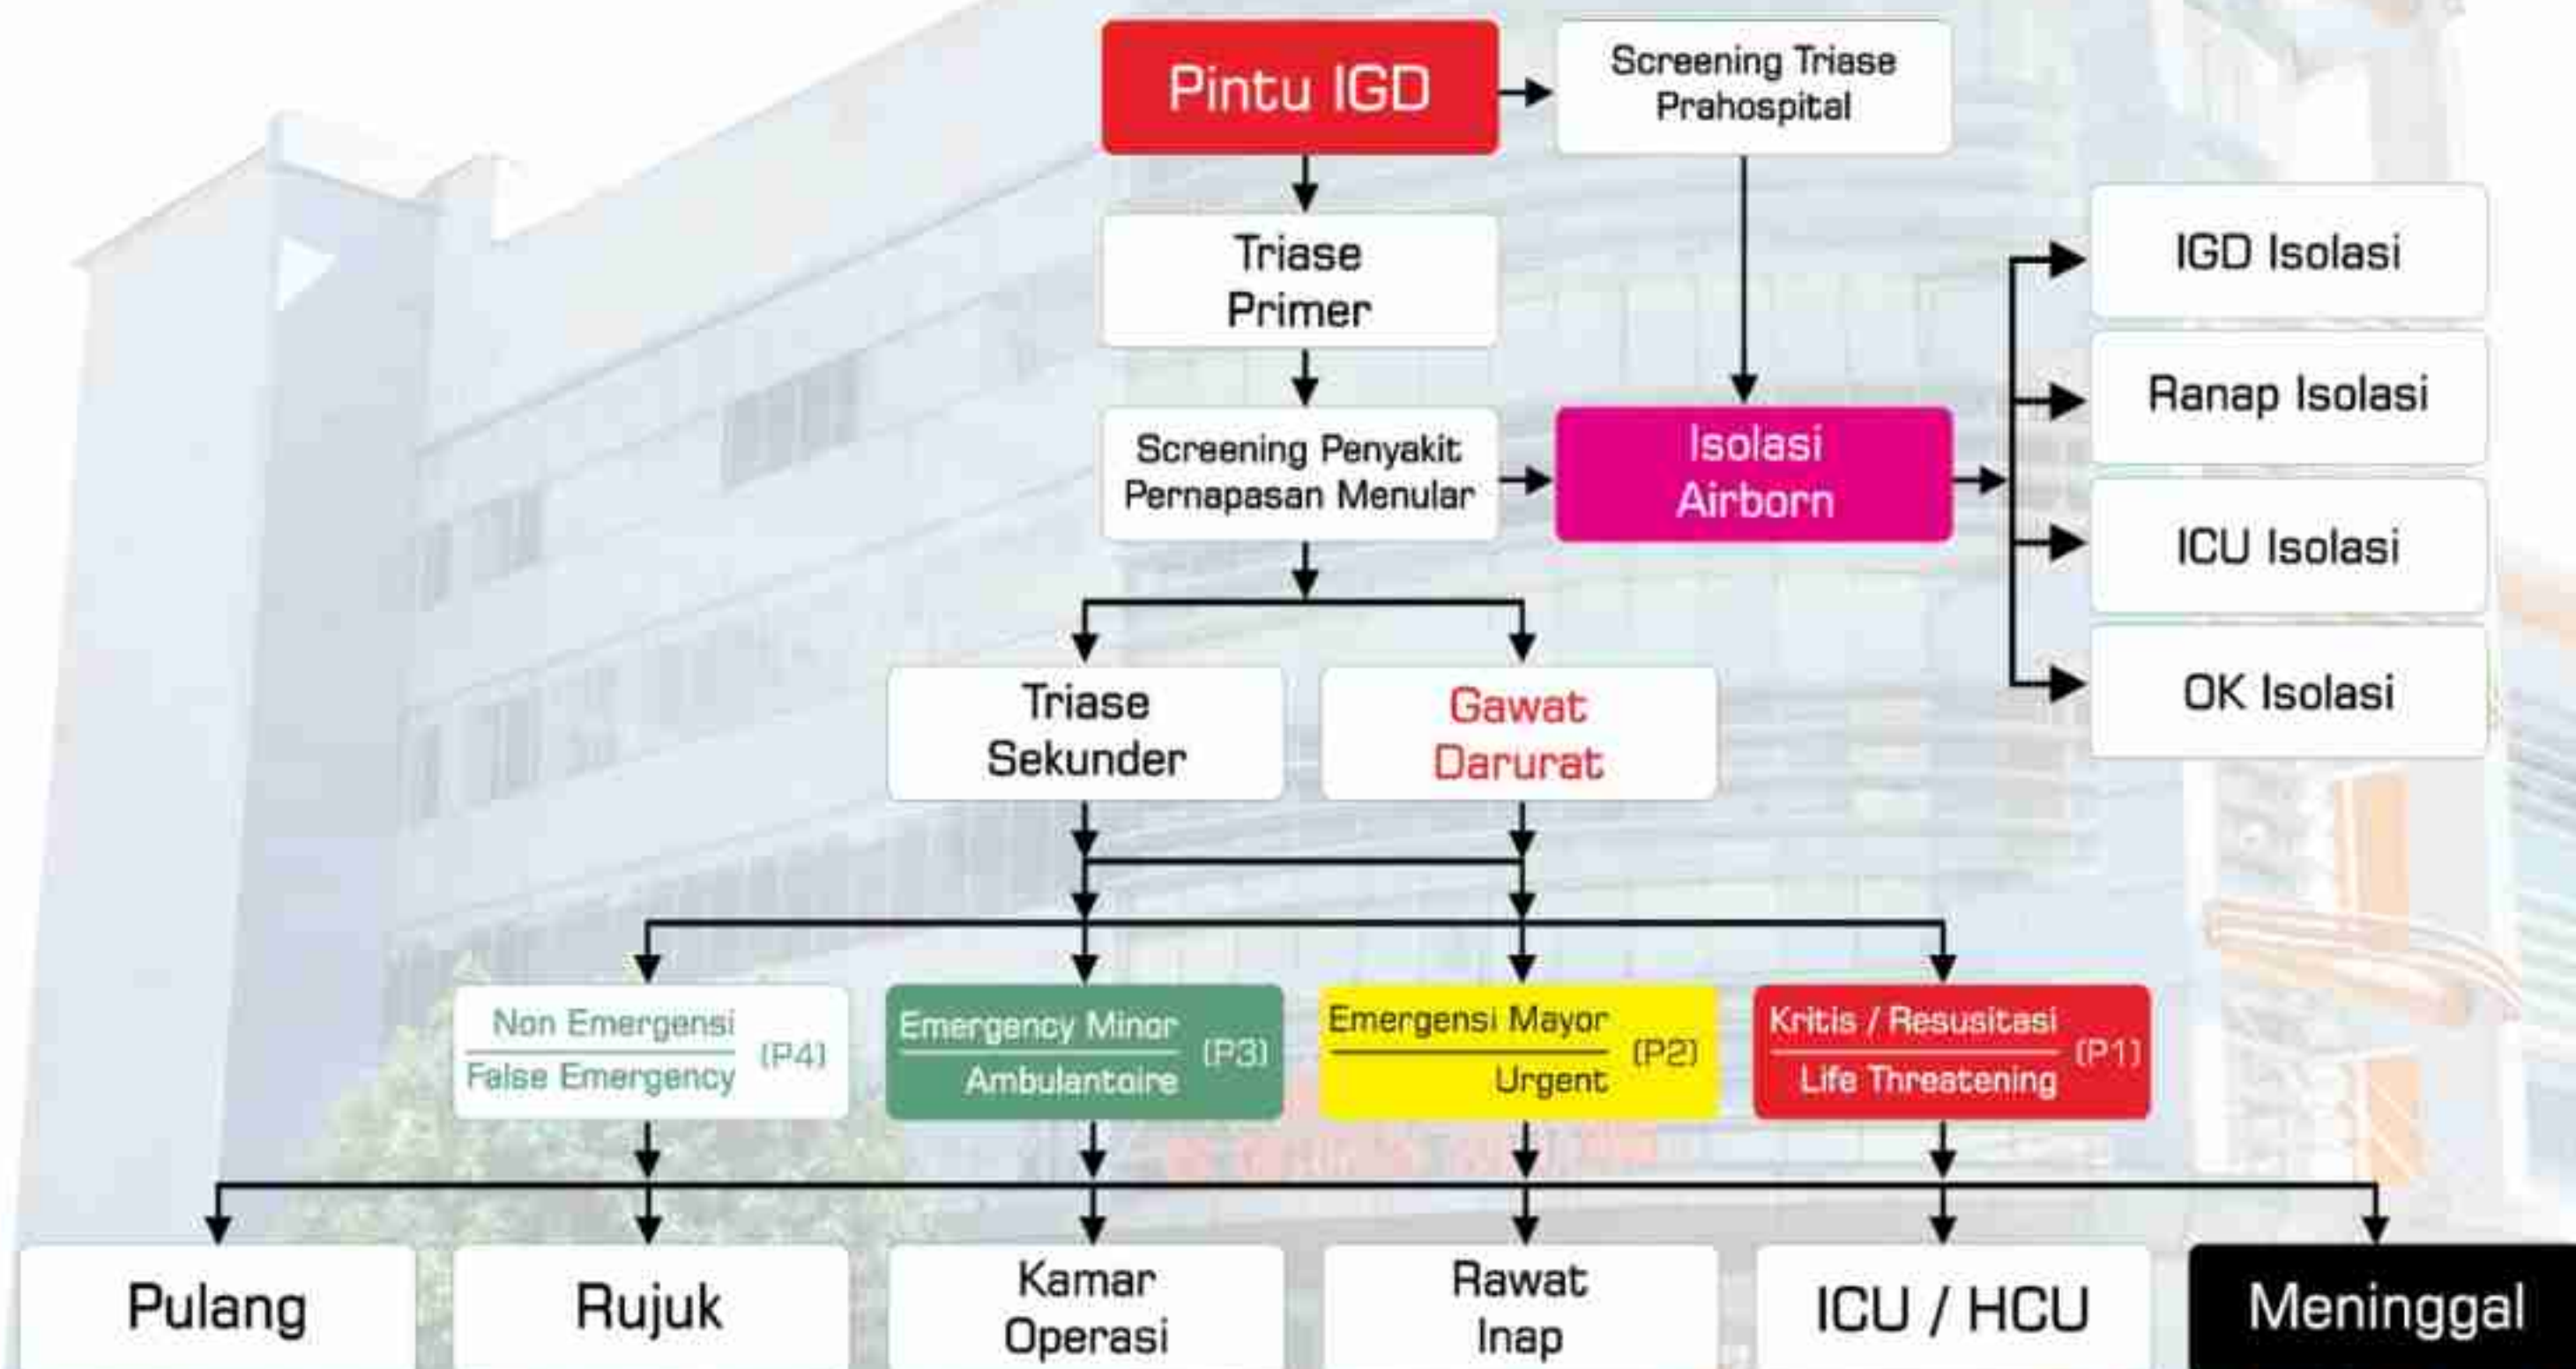 Pintu IGD
Screening Triase
Prahospital
Triase
Primer
IGD Isolasi
Ranap Isolasi
Screening Penyakit
Pernapasan Menular
Isolasi
Airborn
ICU Isolasi
OK Isolasi
Triase
Sekunder
Gawat
Darurat
Non Emergensi
False Emergency
(P4)
Emergency Minor
Ambulantoire
(P3)
Emergensi Mayor
Urgent
(P2)
Kritis / Resusitasi
Life Threatening
(P1)
Pulang
Rujuk
Kamar
Operasi
Rawat
Inap
ICU / HCU
Meninggal